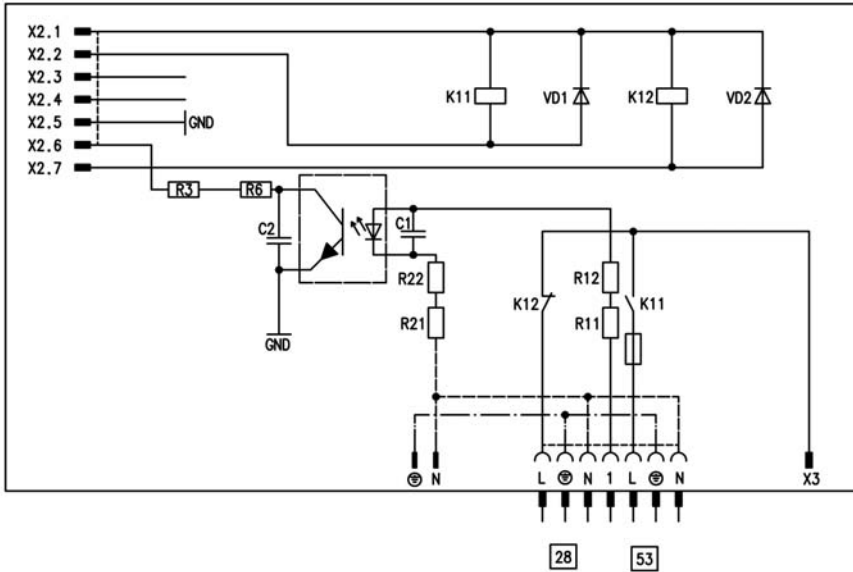 X2.1
X2.2
X2.3
X2.4
X2.5
X2.6
X2.7
GND
K11
VD1
K12
VD2
R3
R6
C2
C1
R22
R21
GND
K12
R12
R11
K11
N
L
N
1
L
N
X3
28
53